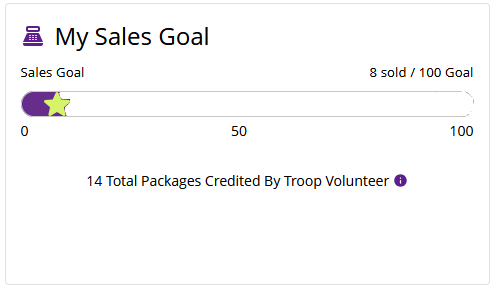 My Sales Goal
Sales Goal 8 sold / 100 Goal
0 50 100
14 Total Packages Credited By Troop Volunteer